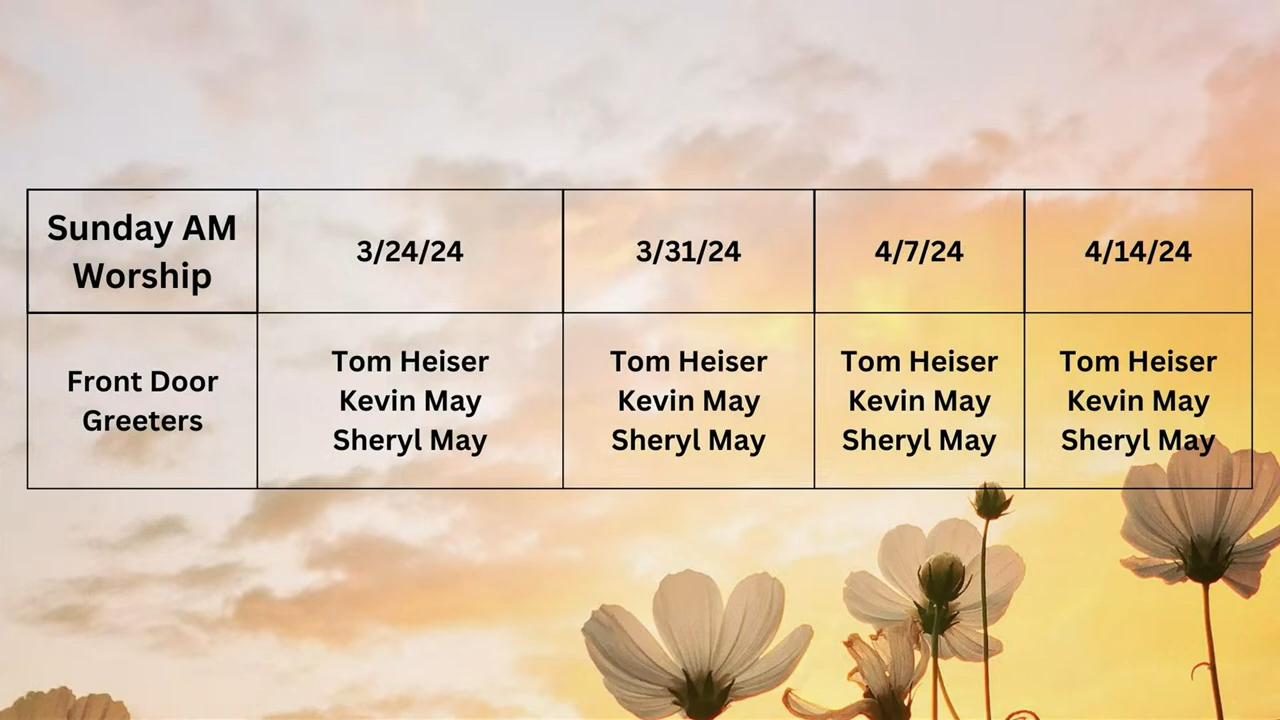 Sunday AM
Worship
3/24/24
3/31/24
4/7/24
4/14/24
Front Door
Greeters
Tom Heiser
Kevin May
Sheryl May
Tom Heiser
Kevin May
Sheryl May
Tom Heiser
Kevin May
Sheryl May
Tom Heiser
Kevin May
Sheryl May